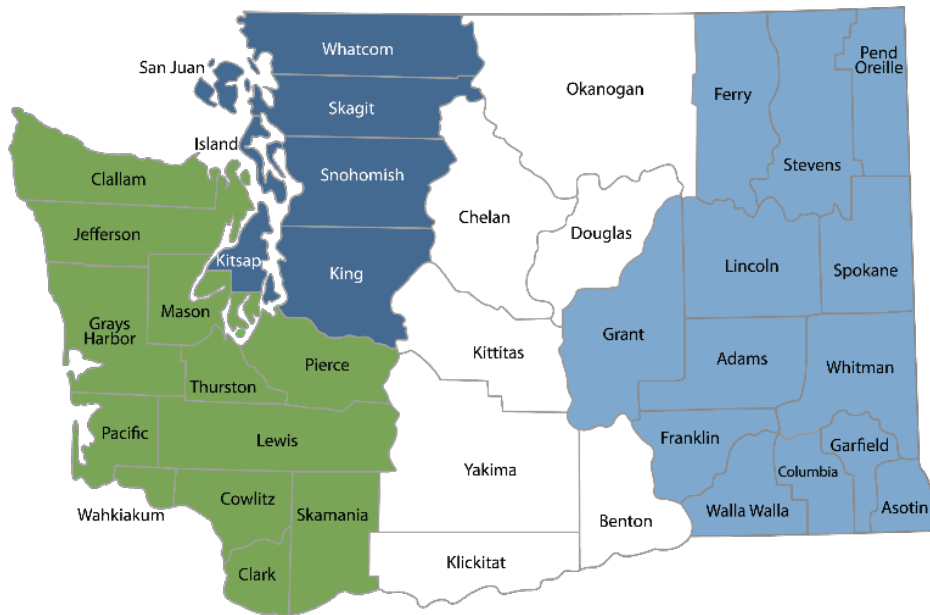 Whatcom
San Juan
Skagit
Island
Snohomish
King
Kitsap
Clallam
Jefferson
Grays
Harbor
Mason
Thurston
Pierce
Pacific
Lewis
Wahkiakum
Cowlitz
Skamania
Clark
Okanogan
Chelan
Douglas
Kittitas
Yakima
Klickitat
Benton
Ferry
Stevens
Pend
Oreille
Lincoln
Spokane
Grant
Adams
Whitman
Franklin
Walla Walla
Columbia
Garfield
Asotin